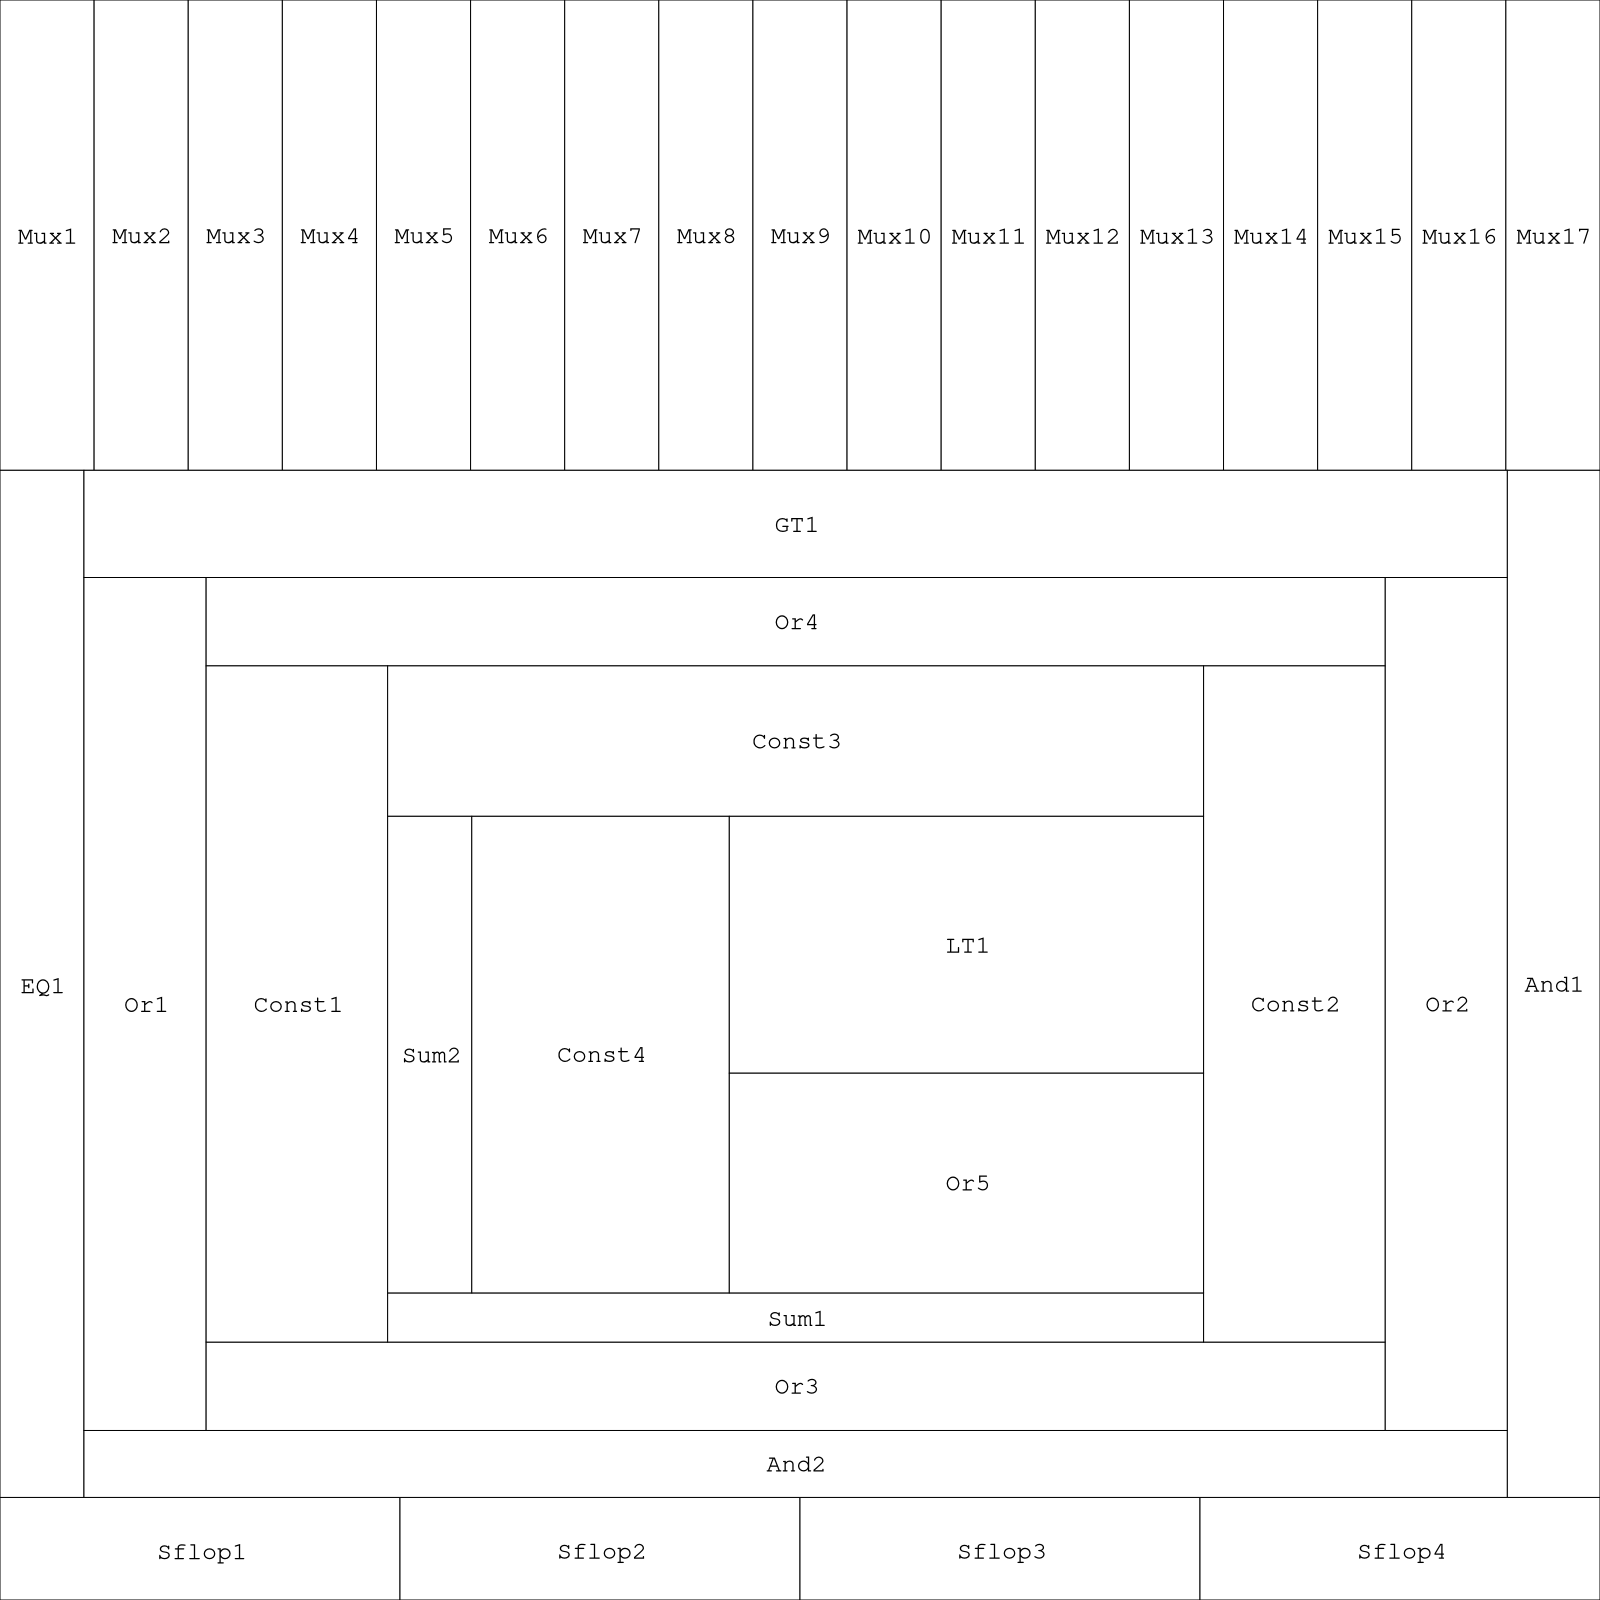 Mux1 Mux2 Mux3 Mux4 Mux5 Mux6 Mux7 Mux8 Mux9 Mux10 Mux11 Mux12 Mux13 Mux14 Mux15 Mux16 Mux17
GT1
Or4
Const3
LT1
EQ1 And1
Or1 Const1 Const2 Or2
Sum2 Const4
Or5
Sum1
Or3
And2
Sflop1 Sflop2 Sflop3 Sflop4